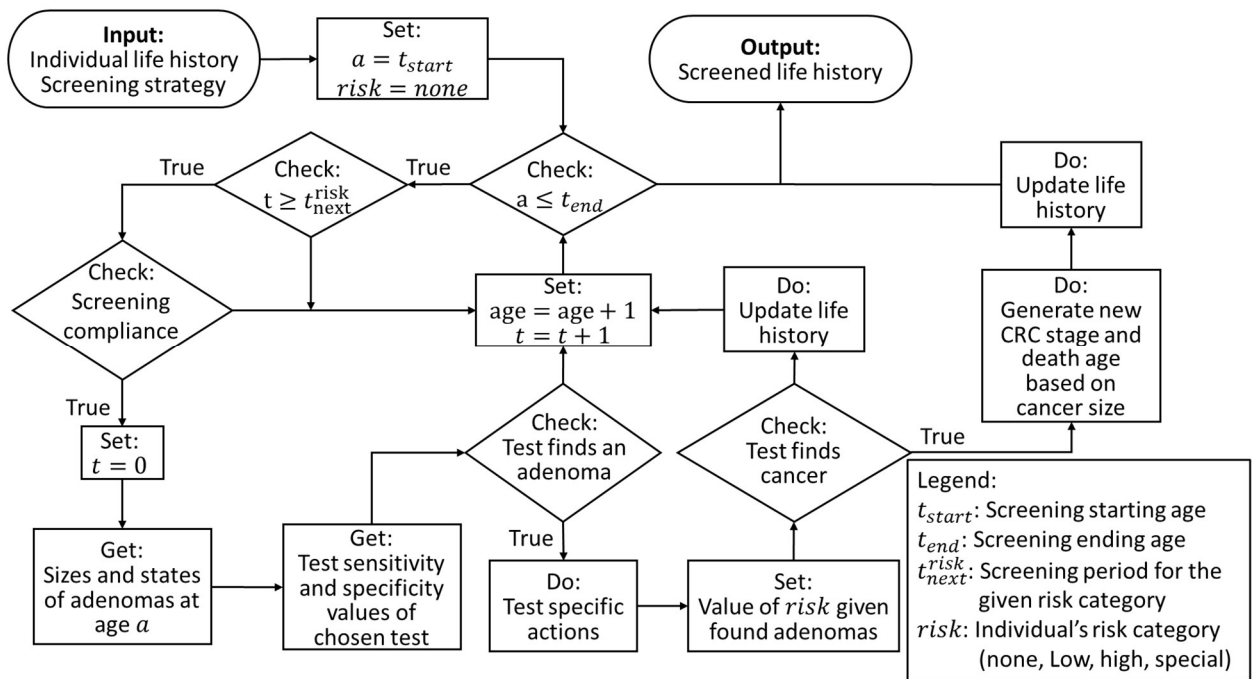 Input:
Individual life history
Screening strategy
Set:
a = t_start
risk = none
Output:
Screened life history
True
Check:
t ≥ t_next^risk
True
Check:
a ≤ t_end
Do:
Update life
history
Check:
Screening
compliance
Set:
age = age + 1
t = t + 1
Do:
Update life
history
Do:
Generate new
CRC stage and
death age
based on
cancer size
True
Set:
t = 0
Check:
Test finds an
adenoma
Check:
Test finds
cancer
True
Get:
Sizes and states
of adenomas at
age a
Get:
Test sensitivity
and specificity
values of
chosen test
True
Do:
Test specific
actions
Set:
Value of risk given
found adenomas
Legend:
t_start: Screening starting age
t_end: Screening ending age
t_next^risk: Screening period for the
given risk category
risk: Individual's risk category
(none, Low, high, special)